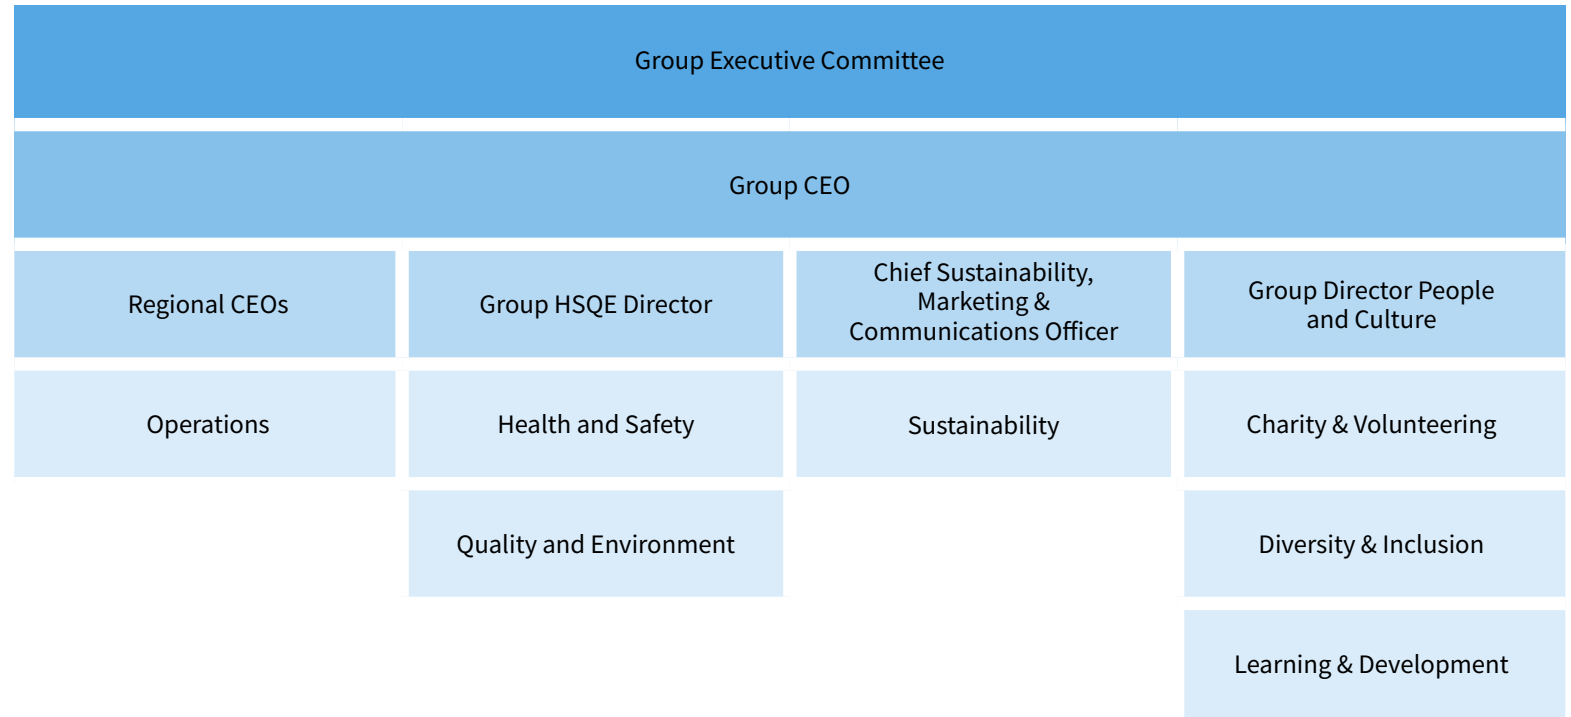 Group Executive Committee
Group CEO
Regional CEOs
Group HSQE Director
Chief Sustainability,
Marketing &
Communications Officer
Group Director People
and Culture
Operations
Health and Safety
Sustainability
Charity & Volunteering
Quality and Environment
Diversity & Inclusion
Learning & Development